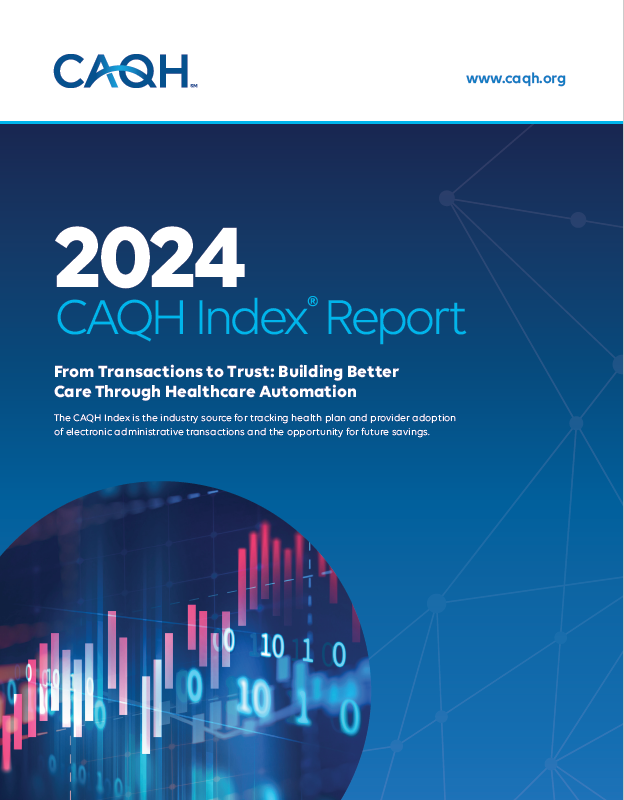 CAQH℠
www.caqh.org
2024
CAQH Index® Report
From Transactions to Trust: Building Better
Care Through Healthcare Automation
The CAQH Index is the industry source for tracking health plan and provider adoption
of electronic administrative transactions and the opportunity for future savings.
0 10 1 0
0 10 1 0